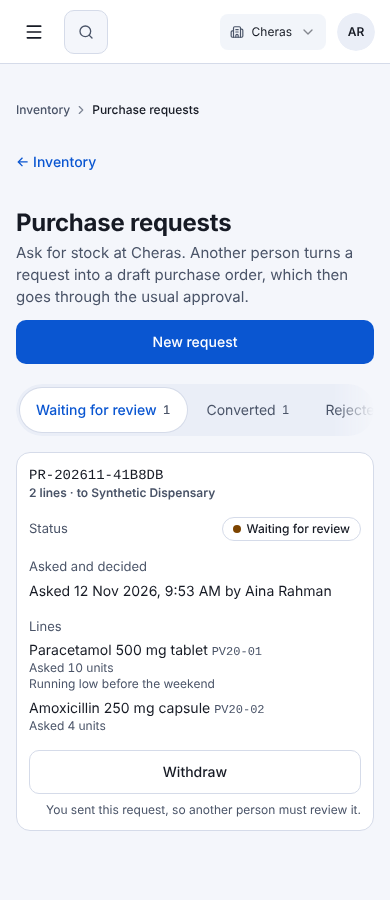 Cheras
AR
Inventory > Purchase requests
← Inventory
Purchase requests
Ask for stock at Cheras. Another person turns a
request into a draft purchase order, which then
goes through the usual approval.
New request
Waiting for review 1 Converted 1 Rejecte
PR-202611-41B8DB
2 lines · to Synthetic Dispensary
Status Waiting for review
Asked and decided
Asked 12 Nov 2026, 9:53 AM by Aina Rahman
Lines
Paracetamol 500 mg tablet PV20-01
Asked 10 units
Running low before the weekend
Amoxicillin 250 mg capsule PV20-02
Asked 4 units
Withdraw
You sent this request, so another person must review it.